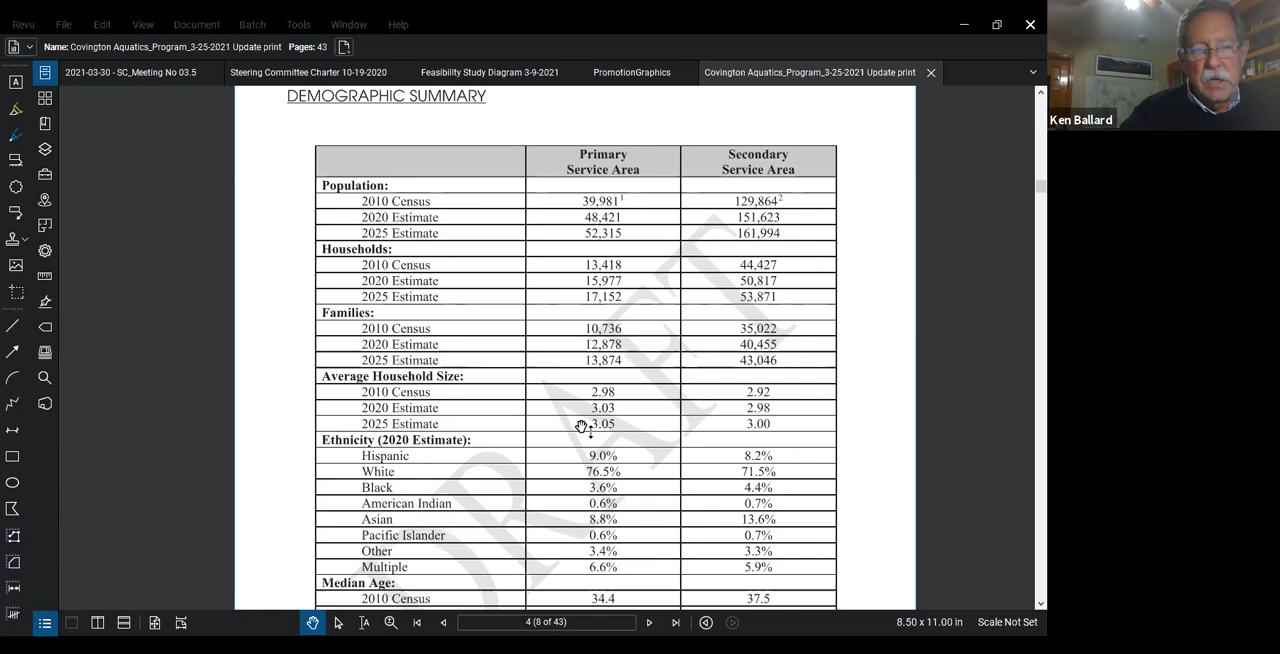 Revu File Edit View Document Batch Tools Window Help
Name: Covington Aquatics_Program_3-25-2021 Update print Pages: 43
2021-03-30 - SC_Meeting No 03.5 Steering Committee Charter 10-19-2020 Feasibility Study Diagram 3-9-2021 PromotionGraphics Covington Aquatics_Program_3-25-2021 Update print
Ken Ballard
DEMOGRAPHIC SUMMARY
Primary Service Area Secondary Service Area
Population:
2010 Census 39,981¹ 129,864²
2020 Estimate 48,421 151,623
2025 Estimate 52,315 161,994
Households:
2010 Census 13,418 44,427
2020 Estimate 15,977 50,817
2025 Estimate 17,152 53,871
Families:
2010 Census 10,736 35,022
2020 Estimate 12,878 40,455
2025 Estimate 13,874 43,046
Average Household Size:
2010 Census 2.98 2.92
2020 Estimate 3.03 2.98
2025 Estimate 3.05 3.00
Ethnicity (2020 Estimate):
Hispanic 9.0% 8.2%
White 76.5% 71.5%
Black 3.6% 4.4%
American Indian 0.6% 0.7%
Asian 8.8% 13.6%
Pacific Islander 0.6% 0.7%
Other 3.4% 3.3%
Multiple 6.6% 5.9%
Median Age:
2010 Census 34.4 37.5
DRAFT
4 (8 of 43) 8.50 x 11.00 in Scale Not Set